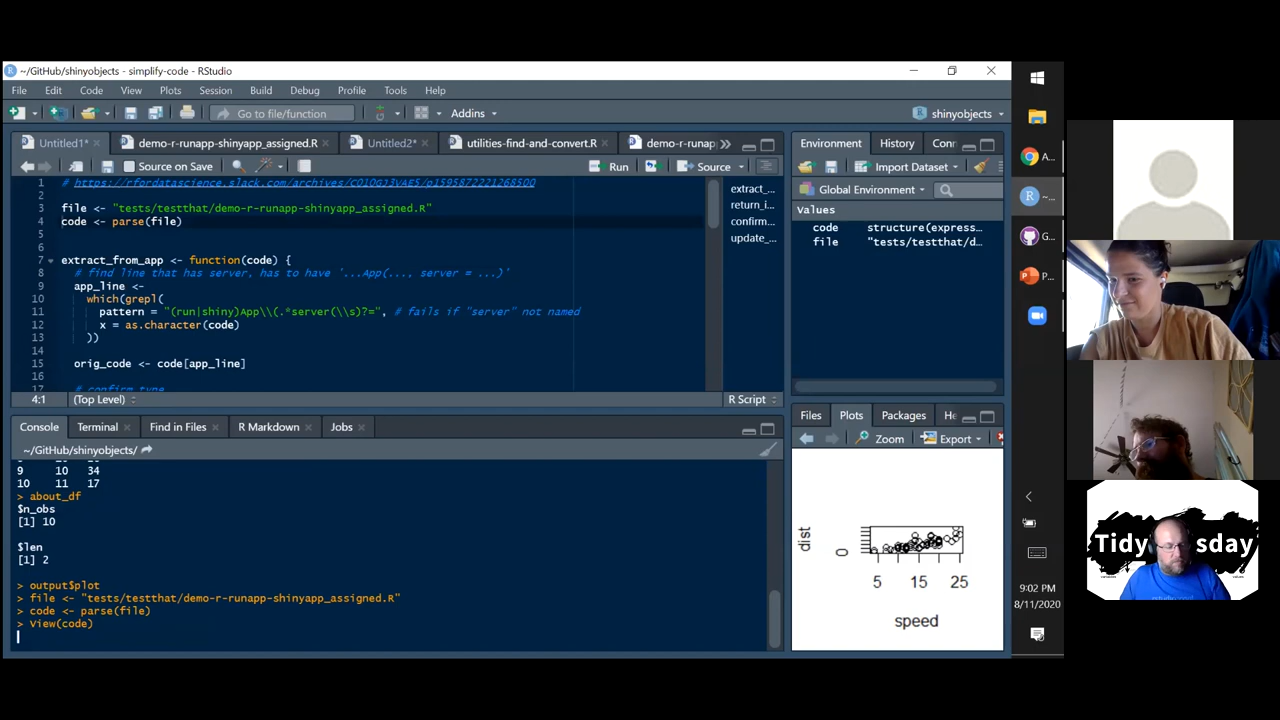 ~/GitHub/shinyobjects - simplify-code - RStudio
File Edit Code View Plots Session Build Debug Profile Tools Help
Go to file/function
Addins
shinyobjects
Untitled1* demo-r-runapp-shinyapp_assigned.R Untitled2* utilities-find-and-convert.R demo-r-runap
Source on Save
Run
Source
1 # https://rfordatascience.slack.com/archives/C01OGJ3VAE5/p1595872221268500
2
3 file <- "tests/testthat/demo-r-runapp-shinyapp_assigned.R"
4 code <- parse(file)
5
6
7 extract_from_app <- function(code) {
8 # find line that has server, has to have '...App(..., server = ...)'
9 app_line <-
10 which(grepl(
11 pattern = "(run|shiny)App\\(.*server(\\s)?=", # fails if "server" not named
12 x = as.character(code)
13 ))
14
15 orig_code <- code[app_line]
16
17 # confirm type
extract_...
return_i...
confirm...
update_...
4:1 (Top Level) R Script
Console Terminal Find in Files R Markdown Jobs
~/GitHub/shinyobjects/
9 10 34
10 11 17
> about_df
$n_obs
[1] 10
$len
[1] 2
> output$plot
> file <- "tests/testthat/demo-r-runapp-shinyapp_assigned.R"
> code <- parse(file)
> View(code)
Environment History Con
Import Dataset
Global Environment
Values
code structure(express…
file "tests/testthat/d…
Files Plots Packages He
Zoom Export
dist
0
5 15 25
speed
A...
~...
G...
P...
9:02 PM
8/11/2020
Tidy sday